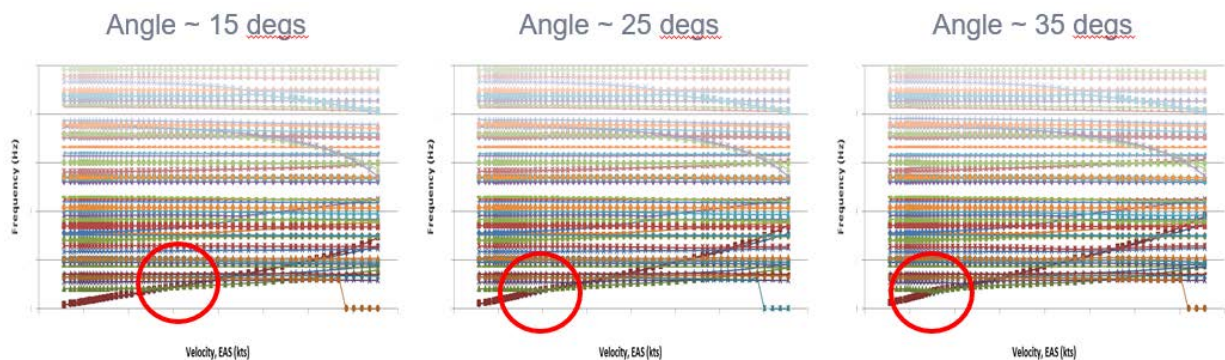 Angle ~ 15 degs
Angle ~ 25 degs
Angle ~ 35 degs
Frequency (Hz)
Frequency (Hz)
Frequency (Hz)
Velocity, EAS (kts)
Velocity, EAS (kts)
Velocity, EAS (kts)